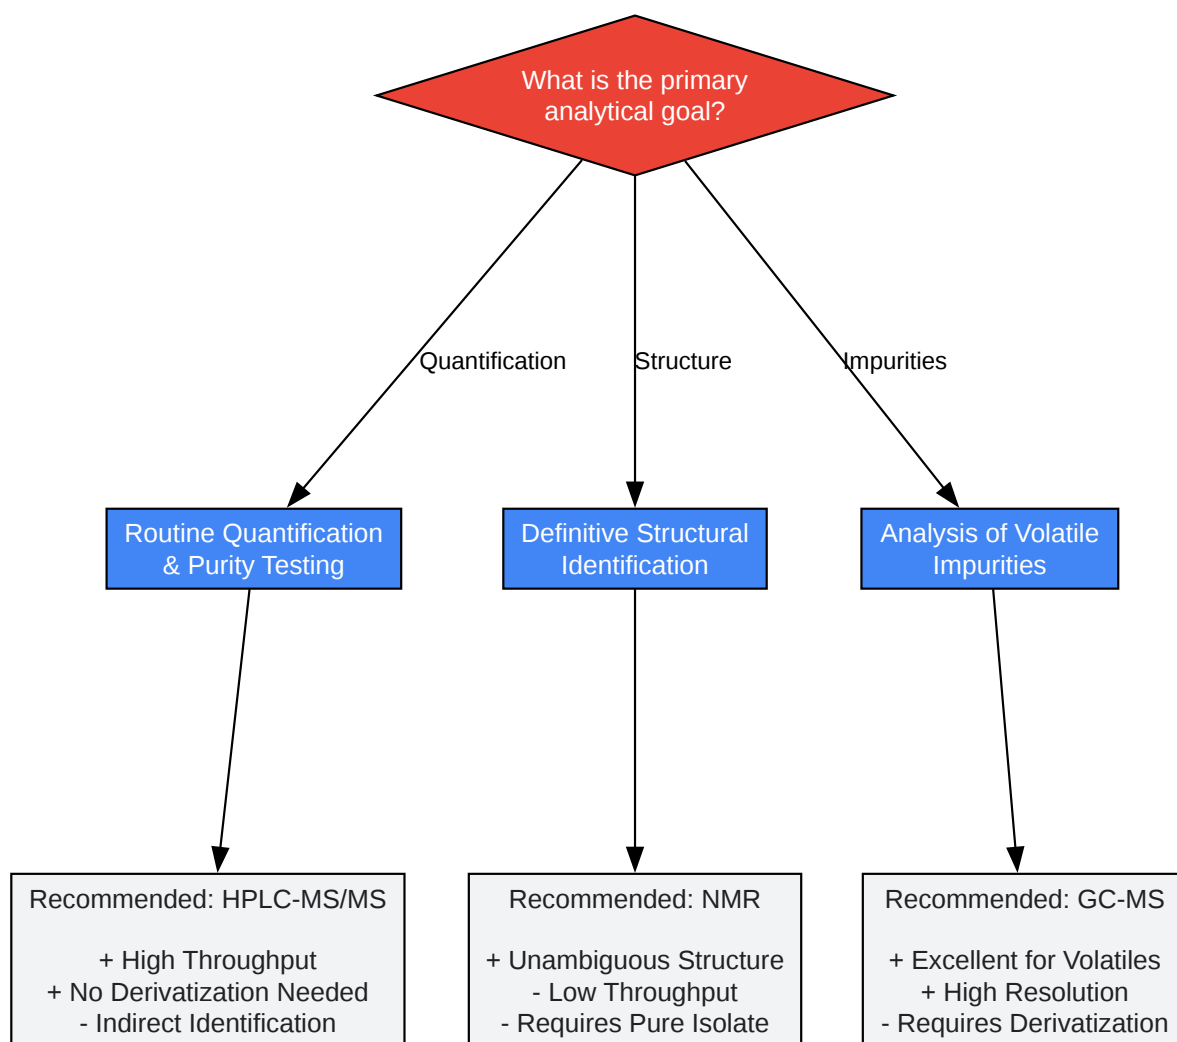 What is the primary
analytical goal?
Quantification
Structure
Impurities
Routine Quantification
& Purity Testing
Definitive Structural
Identification
Analysis of Volatile
Impurities
Recommended: HPLC-MS/MS
+ High Throughput
+ No Derivatization Needed
- Indirect Identification
Recommended: NMR
+ Unambiguous Structure
- Low Throughput
- Requires Pure Isolate
Recommended: GC-MS
+ Excellent for Volatiles
+ High Resolution
- Requires Derivatization